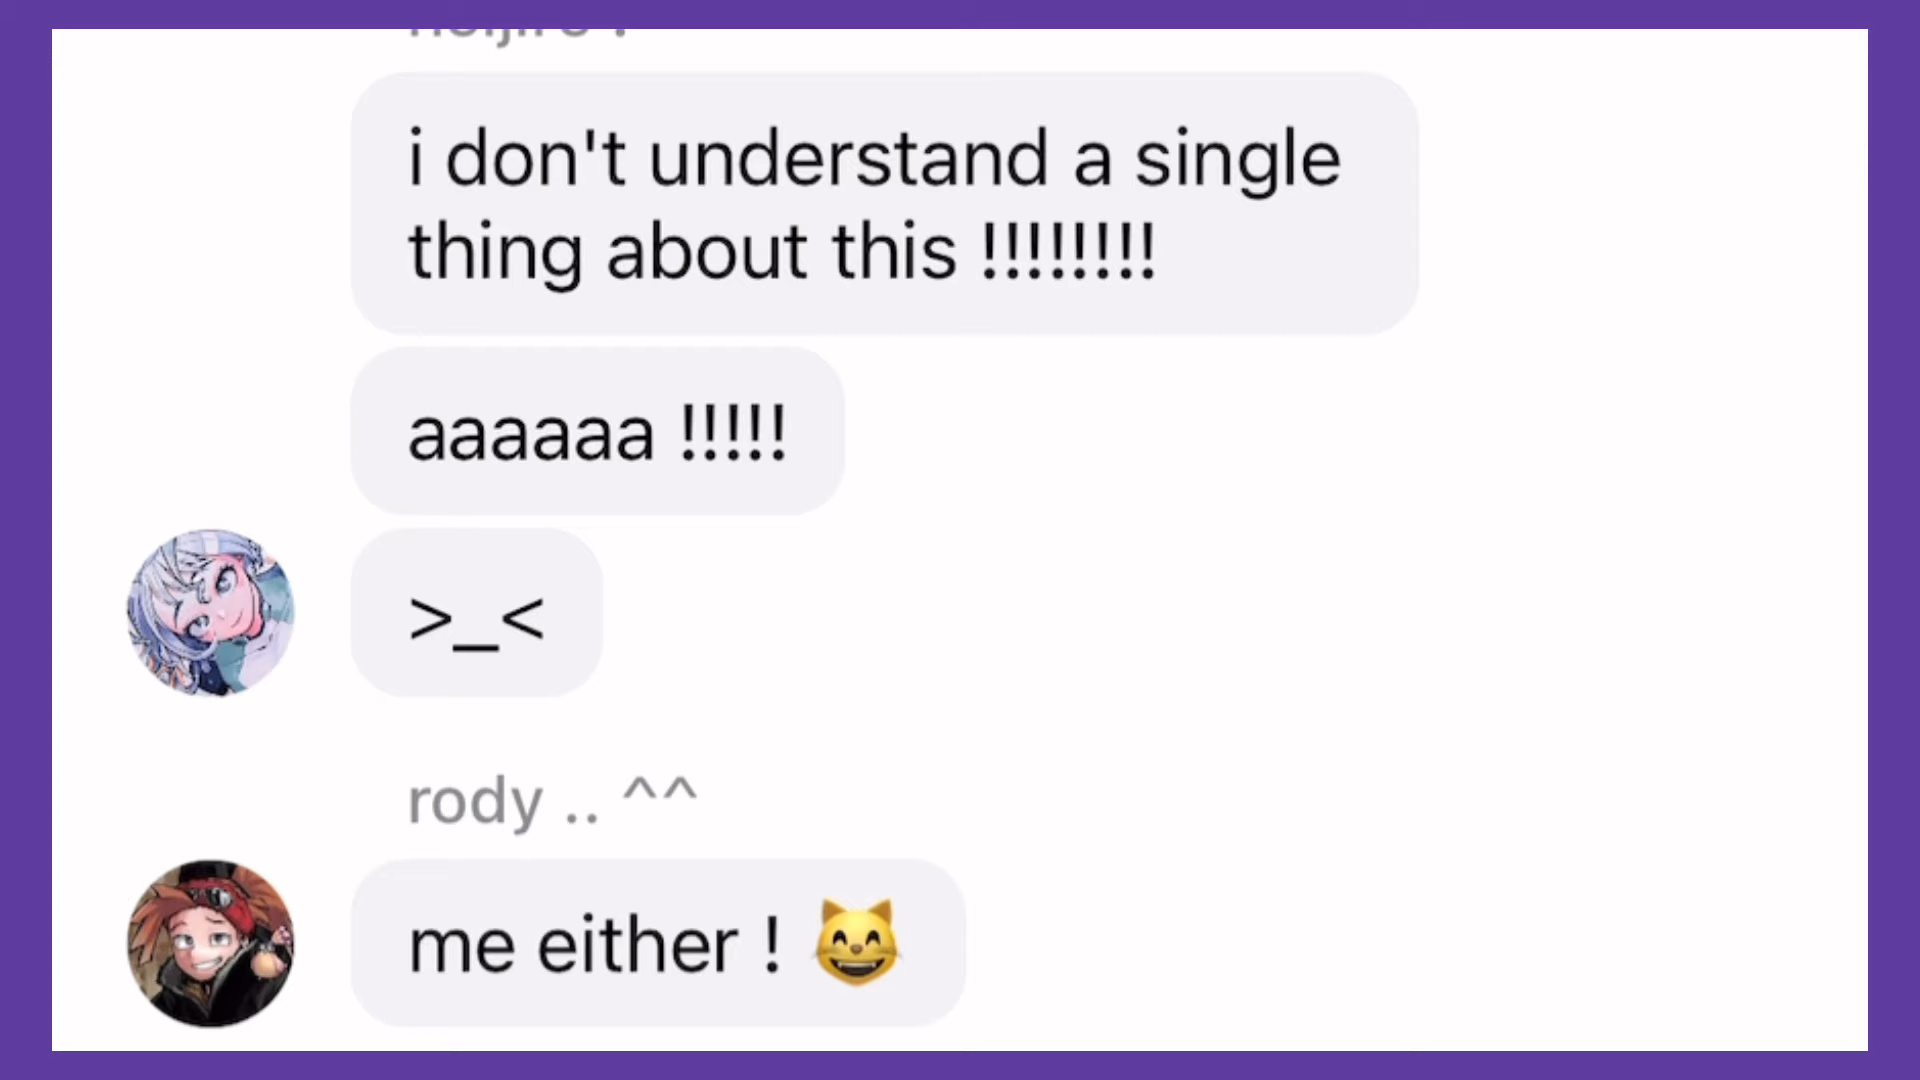 i don't understand a single
thing about this !!!!!!!!
aaaaaa !!!!!
>_<
rody .. ^^
me either ! 😸